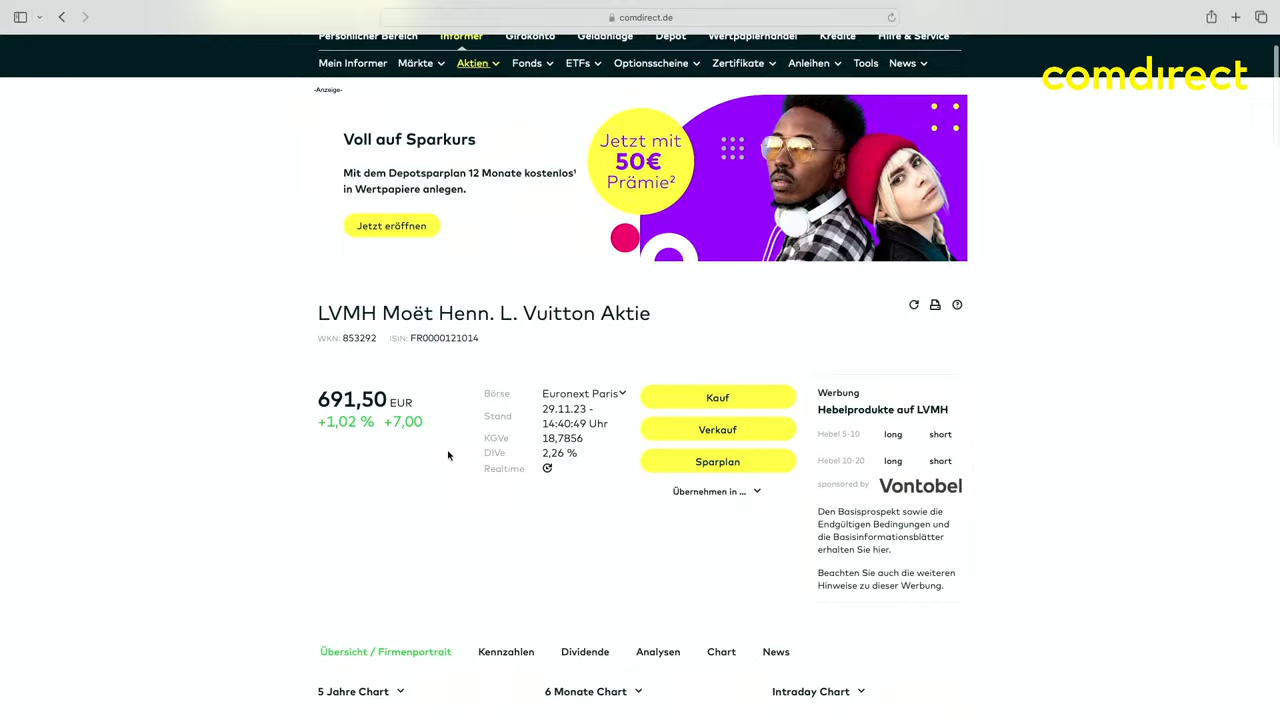 comdirect.de
Persönlicher Bereich Informer Girokonto Geldanlage Depot Wertpapierhandel Kredite Hilfe & Service
Mein Informer Märkte Aktien Fonds ETFs Optionsscheine Zertifikate Anleihen Tools News
comdirect
-Anzeige-
Voll auf Sparkurs
Mit dem Depotsparplan 12 Monate kostenlos¹
in Wertpapiere anlegen.
Jetzt eröffnen
Jetzt mit
50€
Prämie²
LVMH Moët Henn. L. Vuitton Aktie
WKN: 853292 ISIN: FR0000121014
691,50 EUR
+1,02 % +7,00
Börse Euronext Paris
Stand 29.11.23 -
14:40:49 Uhr
KGVe 18,7856
DIVe 2,26 %
Realtime
Kauf
Verkauf
Sparplan
Übernehmen in ...
Werbung
Hebelprodukte auf LVMH
Hebel 5-10 long short
Hebel 10-20 long short
sponsored by Vontobel
Den Basisprospekt sowie die
Endgültigen Bedingungen und
die Basisinformationsblätter
erhalten Sie hier.
Beachten Sie auch die weiteren
Hinweise zu dieser Werbung.
Übersicht / Firmenportrait Kennzahlen Dividende Analysen Chart News
5 Jahre Chart 6 Monate Chart Intraday Chart